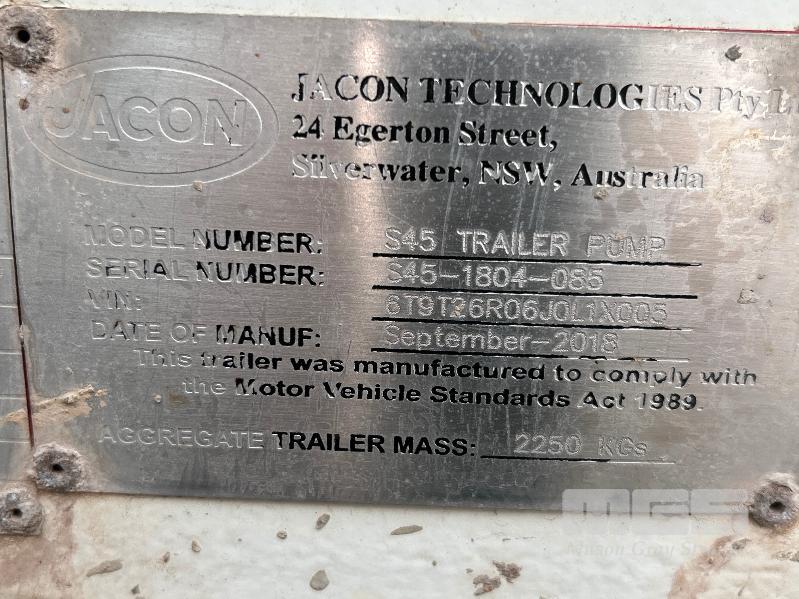 JACON
JACON TECHNOLOGIES Pty
24 Egerton Street,
Silverwater, NSW, Australia
MODEL NUMBER: S45 TRAILER PUMP
SERIAL NUMBER: S45-1804-085
VIN: 6T9T26R06J0L1X005
DATE OF MANUF: September-2018
This trailer was manufactured to comply with
the Motor Vehicle Standards Act 1989.
AGGREGATE TRAILER MASS: 2250 KGs
MGS
Mason Gray